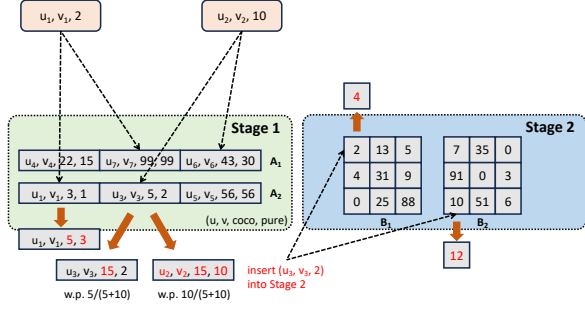 u1, v1, 2
u2, v2, 10
Stage 1
u4, v4, 22, 15
u7, v7, 99, 99
u6, v6, 43, 30
A1
u1, v1, 3, 1
u3, v3, 5, 2
u5, v5, 56, 56
A2
(u, v, coco, pure)
u1, v1, 5, 3
u3, v3, 15, 2
w.p. 5/(5+10)
u2, v2, 15, 10
w.p. 10/(5+10)
insert (u3, v3, 2)
into Stage 2
4
Stage 2
2 13 5
4 31 9
0 25 88
B1
7 35 0
91 0 3
10 51 6
B2
12